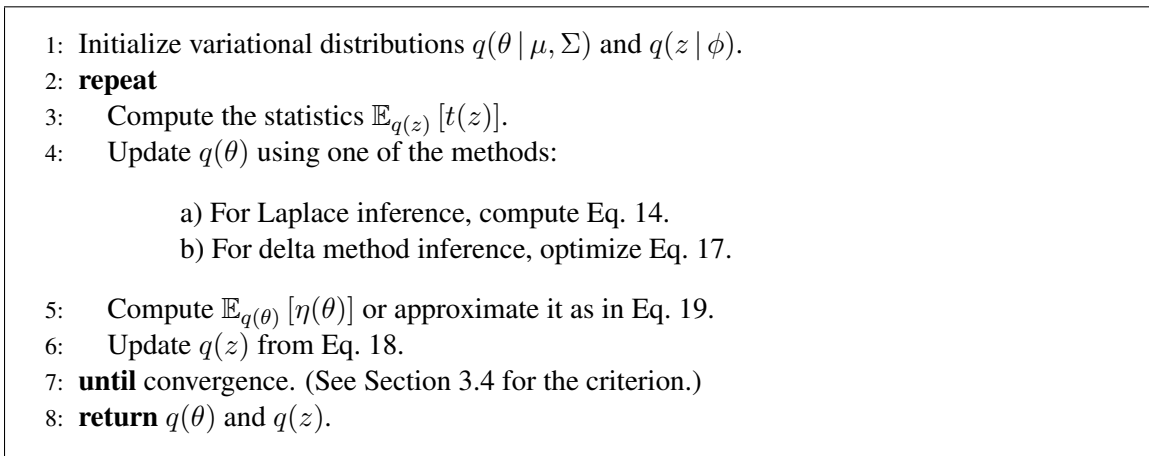 1: Initialize variational distributions q(θ | μ, Σ) and q(z | ϕ).
2: repeat
3: Compute the statistics 𝔼_{q(z)} [t(z)].
4: Update q(θ) using one of the methods:
a) For Laplace inference, compute Eq. 14.
b) For delta method inference, optimize Eq. 17.
5: Compute 𝔼_{q(θ)} [η(θ)] or approximate it as in Eq. 19.
6: Update q(z) from Eq. 18.
7: until convergence. (See Section 3.4 for the criterion.)
8: return q(θ) and q(z).